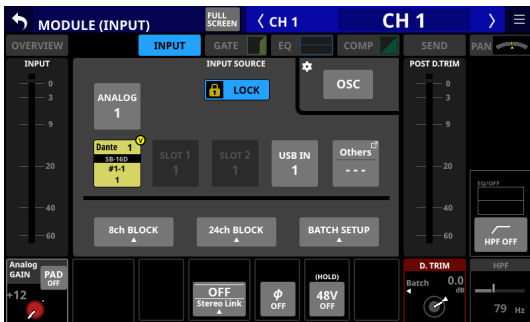 MODULE (INPUT)
FULL
SCREEN
CH 1
CH 1
OVERVIEW
INPUT
GATE
EQ
COMP
SEND
PAN
INPUT
INPUT SOURCE
POST D.TRIM
0
3
9
20
40
60
ANALOG
1
LOCK
OSC
Dante 1
V
SB-16D
#1-1
1
SLOT 1
1
SLOT 2
1
USB IN
1
Others
---
8ch BLOCK
24ch BLOCK
BATCH SETUP
0
3
9
20
40
60
EQ/OFF
HPF OFF
Analog
GAIN
PAD
OFF
+12
OFF
Stereo Link
φ
OFF
(HOLD)
48V
OFF
D. TRIM
Batch
0.0
dB
HPF
79 Hz